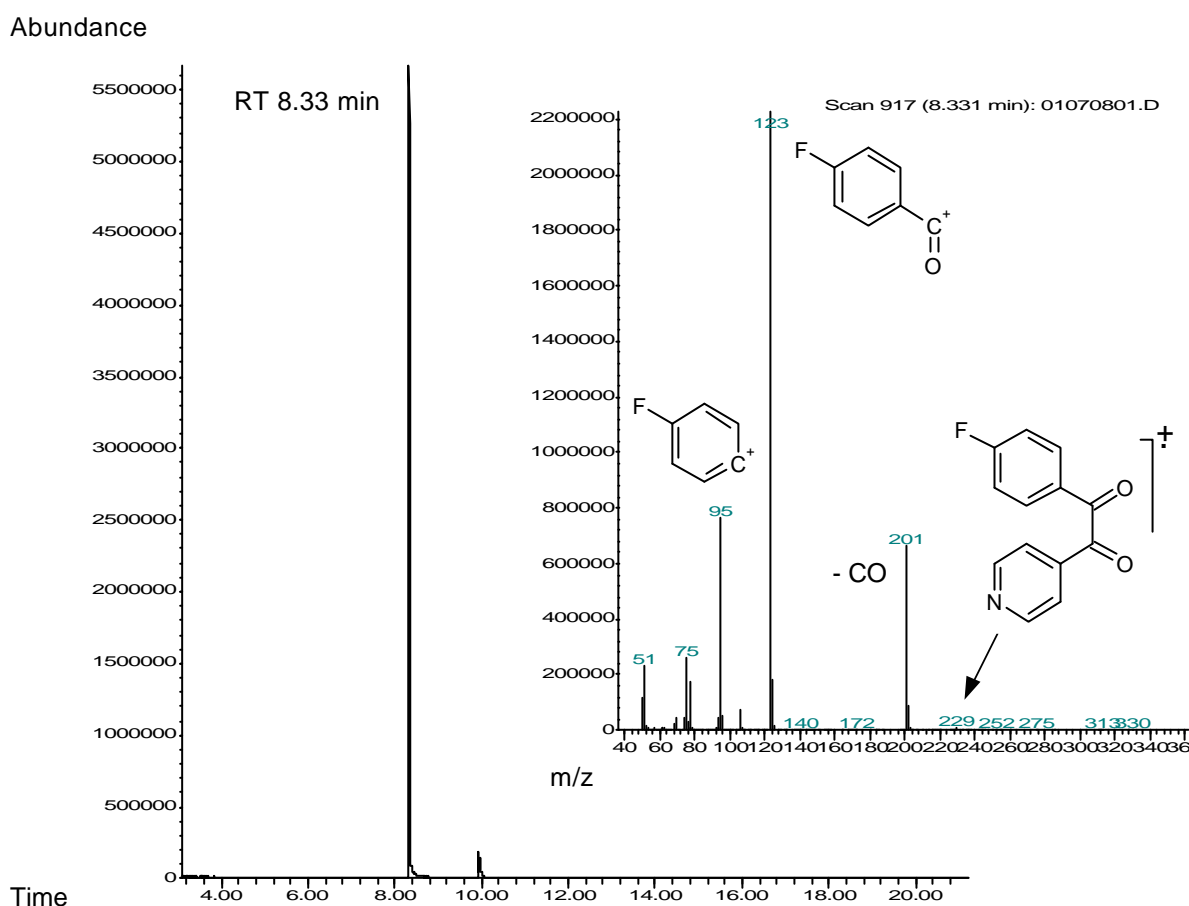 Abundance
RT 8.33 min
Scan 917 (8.331 min): 01070801.D
5500000
5000000
4500000
4000000
3500000
3000000
2500000
2000000
1500000
1000000
500000
0
2200000
2000000
1800000
1600000
1400000
1200000
1000000
800000
600000
400000
200000
0
123
F
C+
O
F
C+
95
51
75
- CO
201
F
O
O
N
+.
140
172
229
252
275
313
330
40 60 80 100 120 140 160 180 200 220 240 260 280 300 320 340 36
m/z
4.00 6.00 8.00 10.00 12.00 14.00 16.00 18.00 20.00
Time